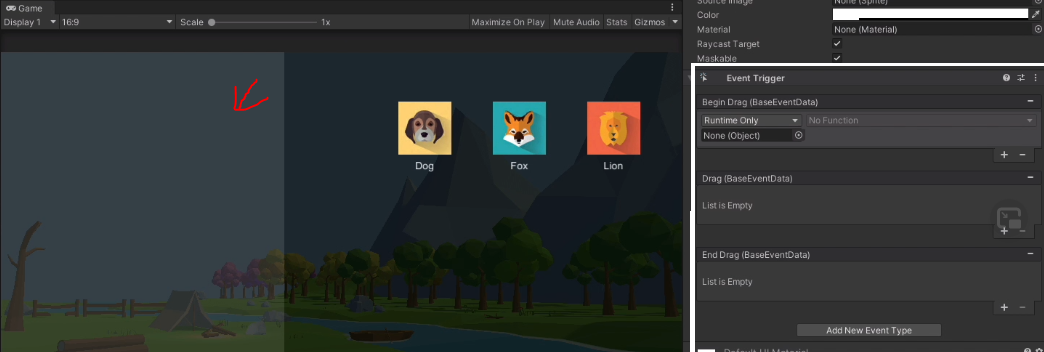 Game
Display 1 16:9 Scale 1x Maximize On Play Mute Audio Stats Gizmos
Dog Fox Lion
Source Image None (Sprite)
Color
Material None (Material)
Raycast Target
Maskable
Event Trigger
Begin Drag (BaseEventData)
Runtime Only No Function
None (Object)
Drag (BaseEventData)
List is Empty
End Drag (BaseEventData)
List is Empty
Add New Event Type
Default UI Material